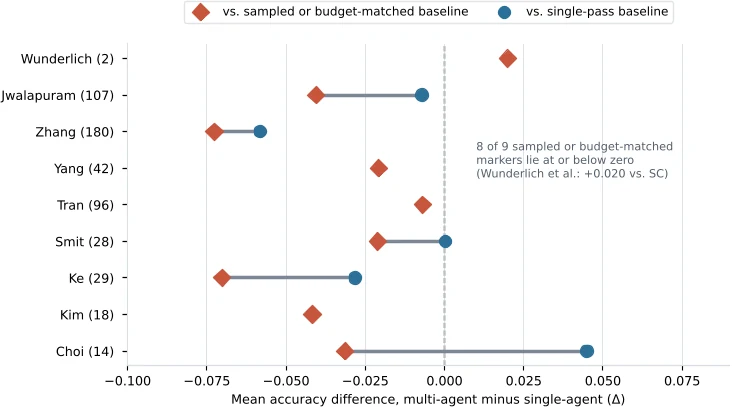 vs. sampled or budget-matched baseline
vs. single-pass baseline
Wunderlich (2)
Jwalapuram (107)
Zhang (180)
Yang (42)
Tran (96)
Smit (28)
Ke (29)
Kim (18)
Choi (14)
8 of 9 sampled or budget-matched
markers lie at or below zero
(Wunderlich et al.: +0.020 vs. SC)
−0.100 −0.075 −0.050 −0.025 0.000 0.025 0.050 0.075
Mean accuracy difference, multi-agent minus single-agent (Δ)